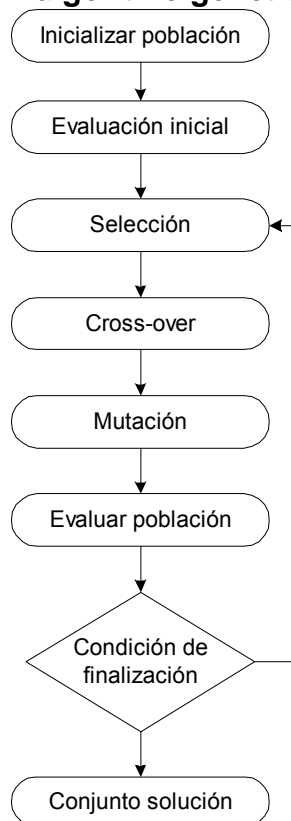 Inicializar población
Evaluación inicial
Selección
Cross-over
Mutación
Evaluar población
Condición de
finalización
Conjunto solución